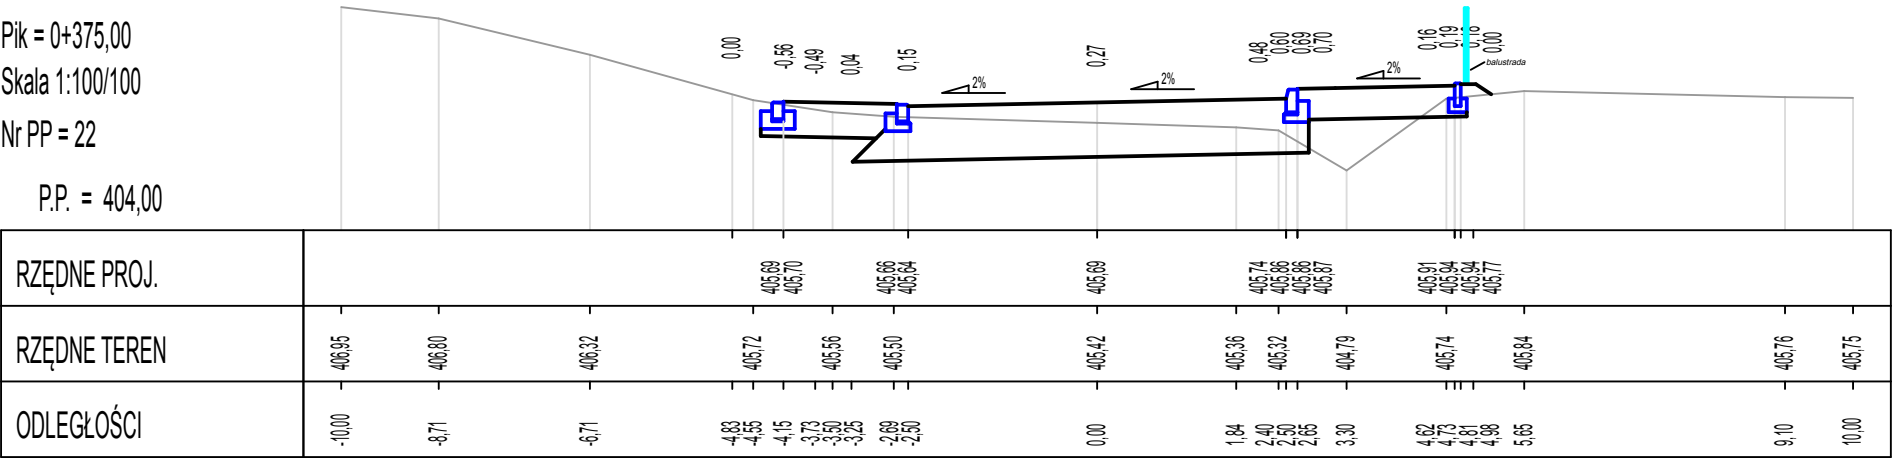 Pik = 0+375,00
Skala 1:100/100
Nr PP = 22
P.P. = 404,00
0,00 -0,56 -0,49 0,04 0,15 0,27 0,48 0,60 0,69 0,70 0,16 0,19 0,00
2% 2% 2%
balustrada
RZĘDNE PROJ. 405,69 405,70 405,66 405,64 405,69 405,74 405,86 405,86 405,87 405,91 405,94 405,94 405,77
RZĘDNE TEREN 406,95 406,80 406,32 405,72 405,56 405,50 405,42 405,36 405,32 404,79 405,74 405,84 405,76 405,75
ODLEGŁOŚCI -10,00 -8,71 -6,71 -4,83 -4,55 -4,15 -3,73 -3,50 -3,25 -2,69 -2,50 0,00 1,84 2,40 2,50 2,65 3,30 4,62 4,73 4,81 4,98 5,65 9,10 10,00